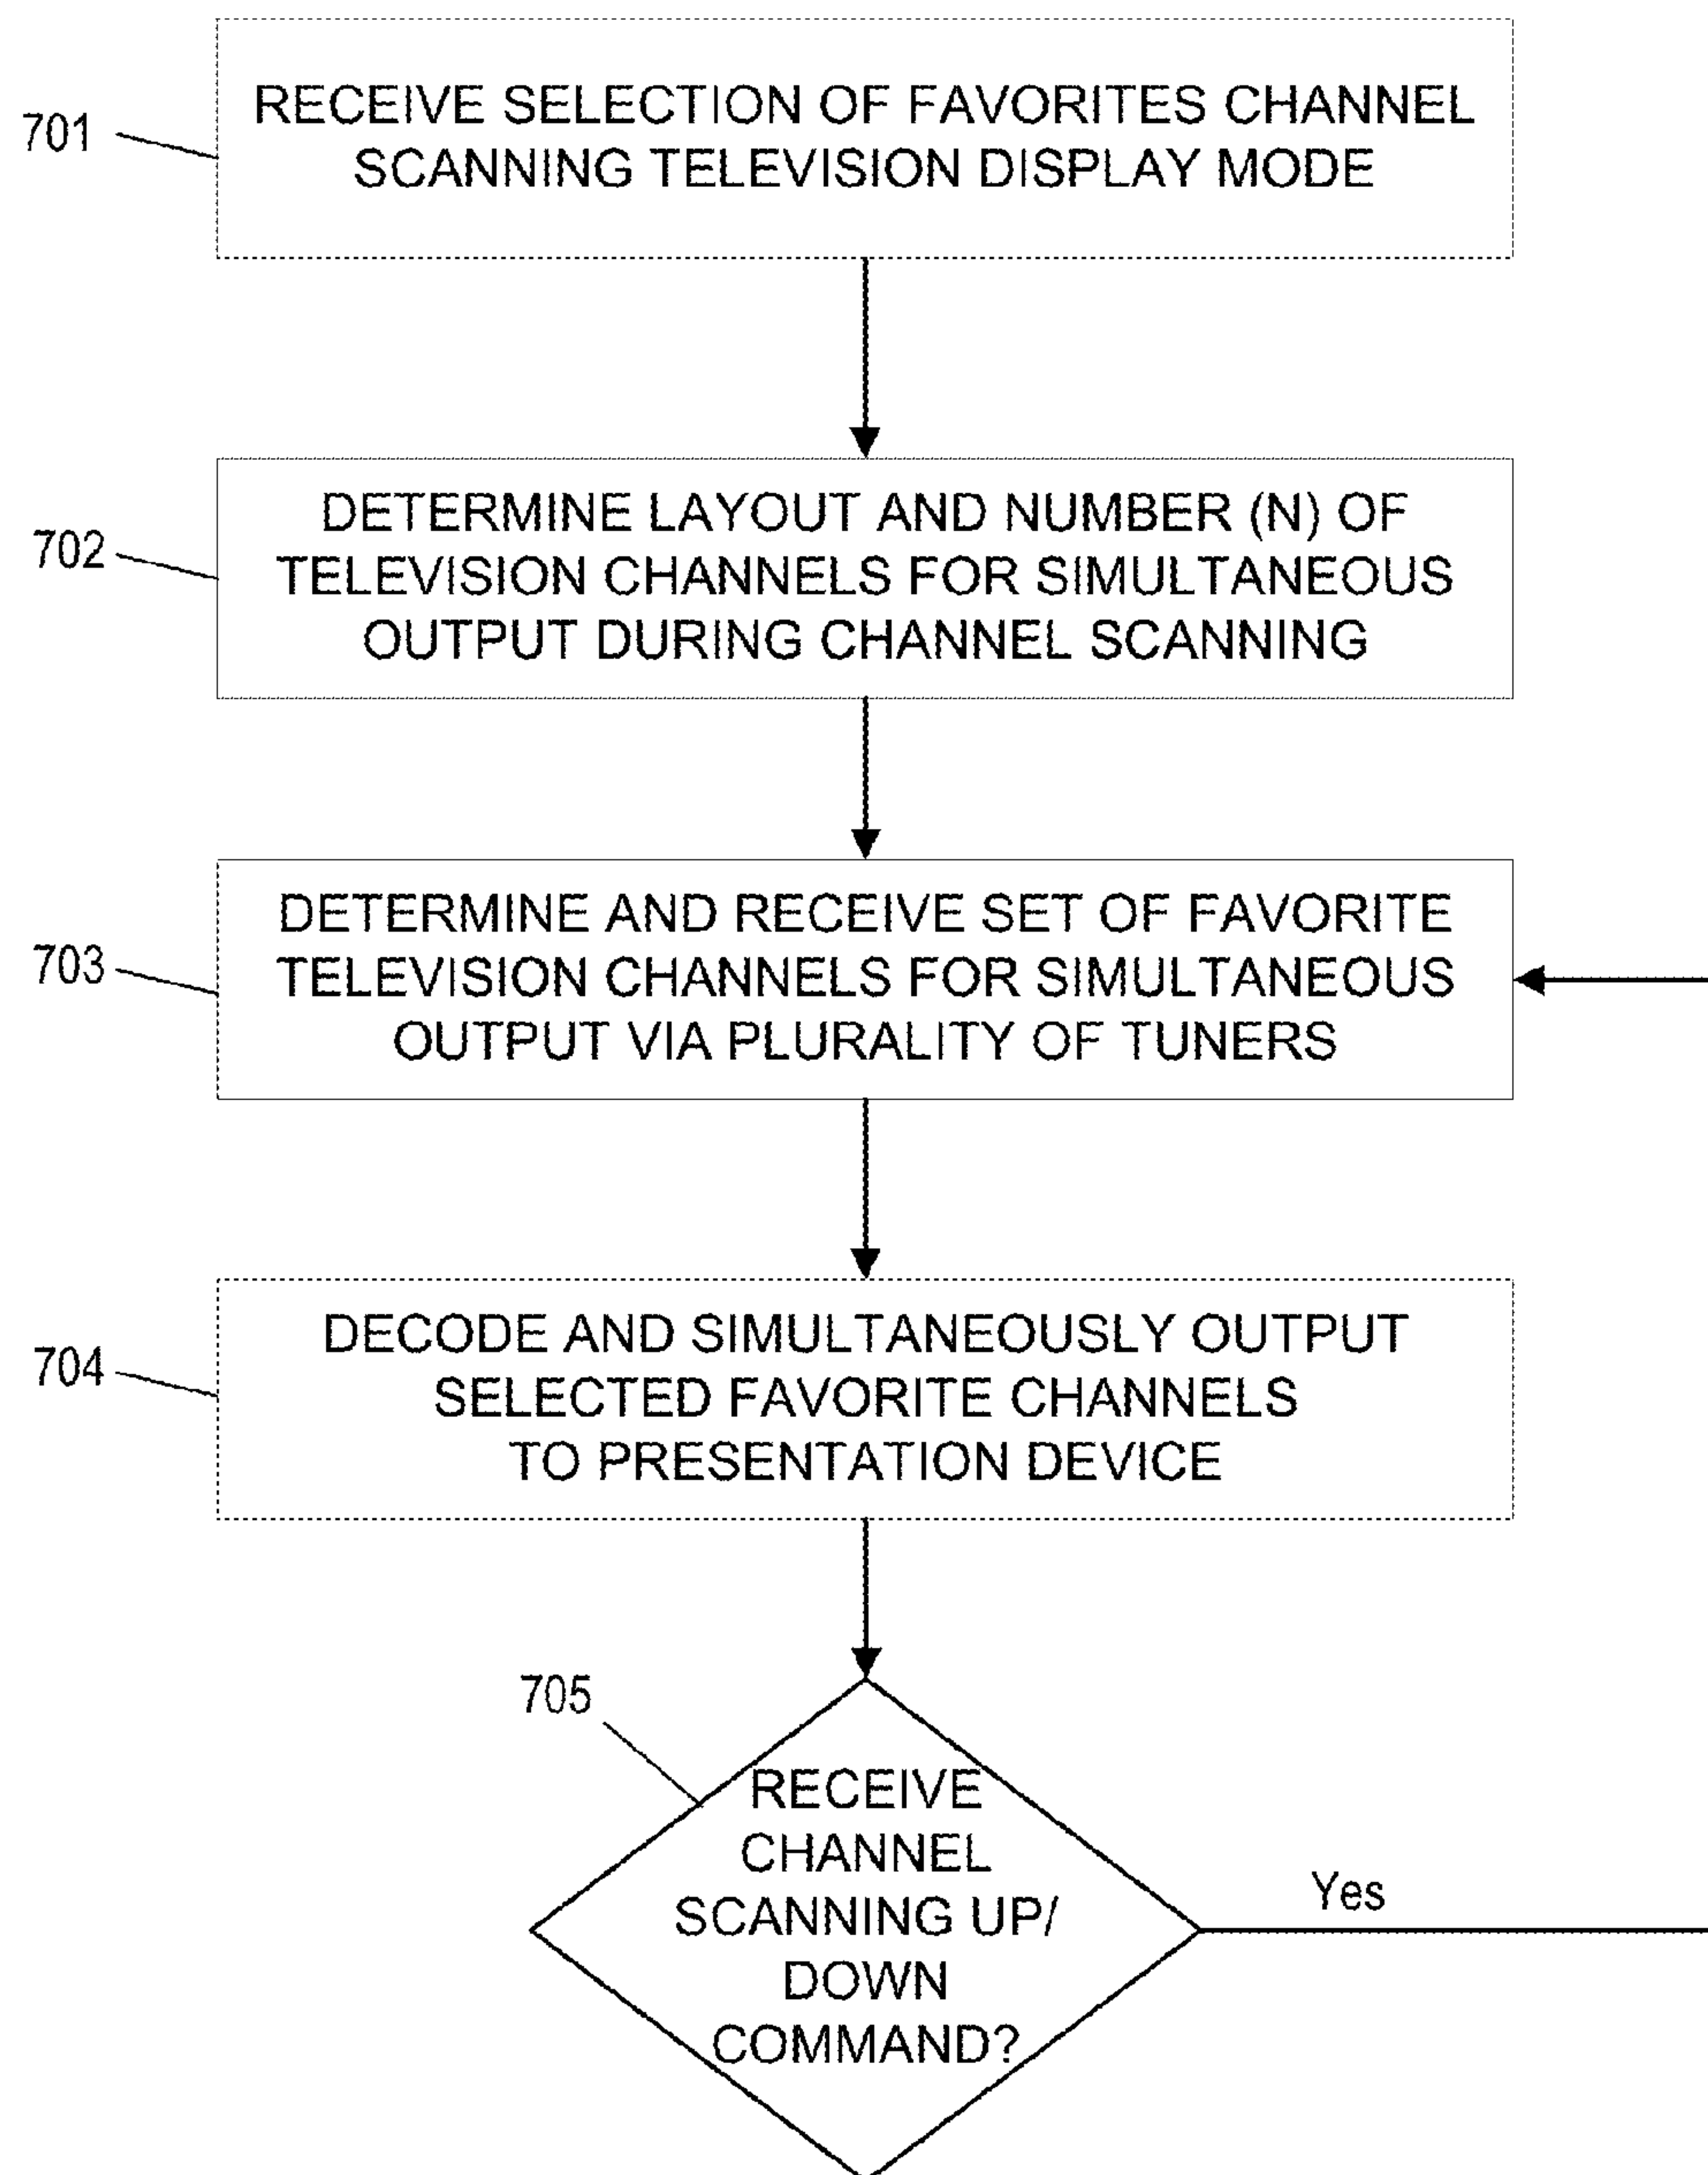 701
RECEIVE SELECTION OF FAVORITES CHANNEL
SCANNING TELEVISION DISPLAY MODE
702
DETERMINE LAYOUT AND NUMBER (N) OF
TELEVISION CHANNELS FOR SIMULTANEOUS
OUTPUT DURING CHANNEL SCANNING
703
DETERMINE AND RECEIVE SET OF FAVORITE
TELEVISION CHANNELS FOR SIMULTANEOUS
OUTPUT VIA PLURALITY OF TUNERS
704
DECODE AND SIMULTANEOUSLY OUTPUT
SELECTED FAVORITE CHANNELS
TO PRESENTATION DEVICE
705
RECEIVE
CHANNEL
SCANNING UP/
DOWN
COMMAND?
Yes